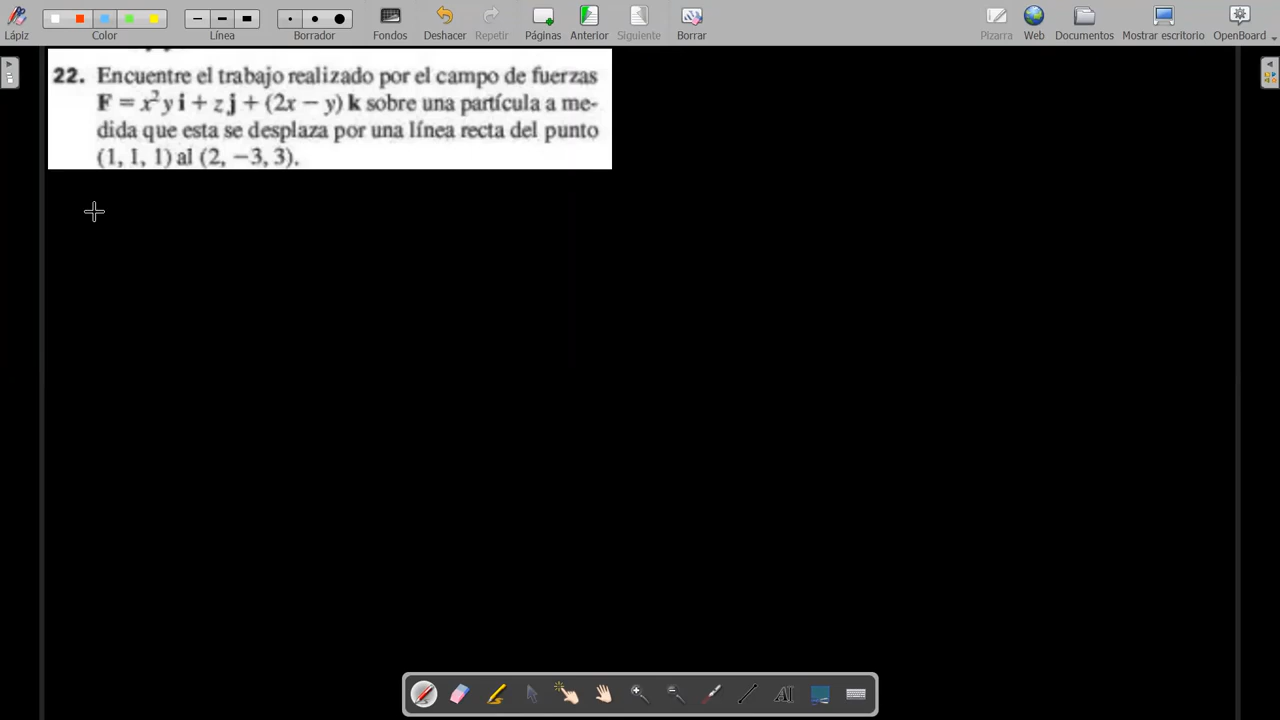 Lápiz Color Línea Borrador Fondos Deshacer Repetir Páginas Anterior Siguiente Borrar Pizarra Web Documentos Mostrar escritorio OpenBoard
22. Encuentre el trabajo realizado por el campo de fuerzas
F = x² y i + z j + (2x − y) k sobre una partícula a me-
dida que esta se desplaza por una línea recta del punto
(1, 1, 1) al (2, −3, 3).
AI